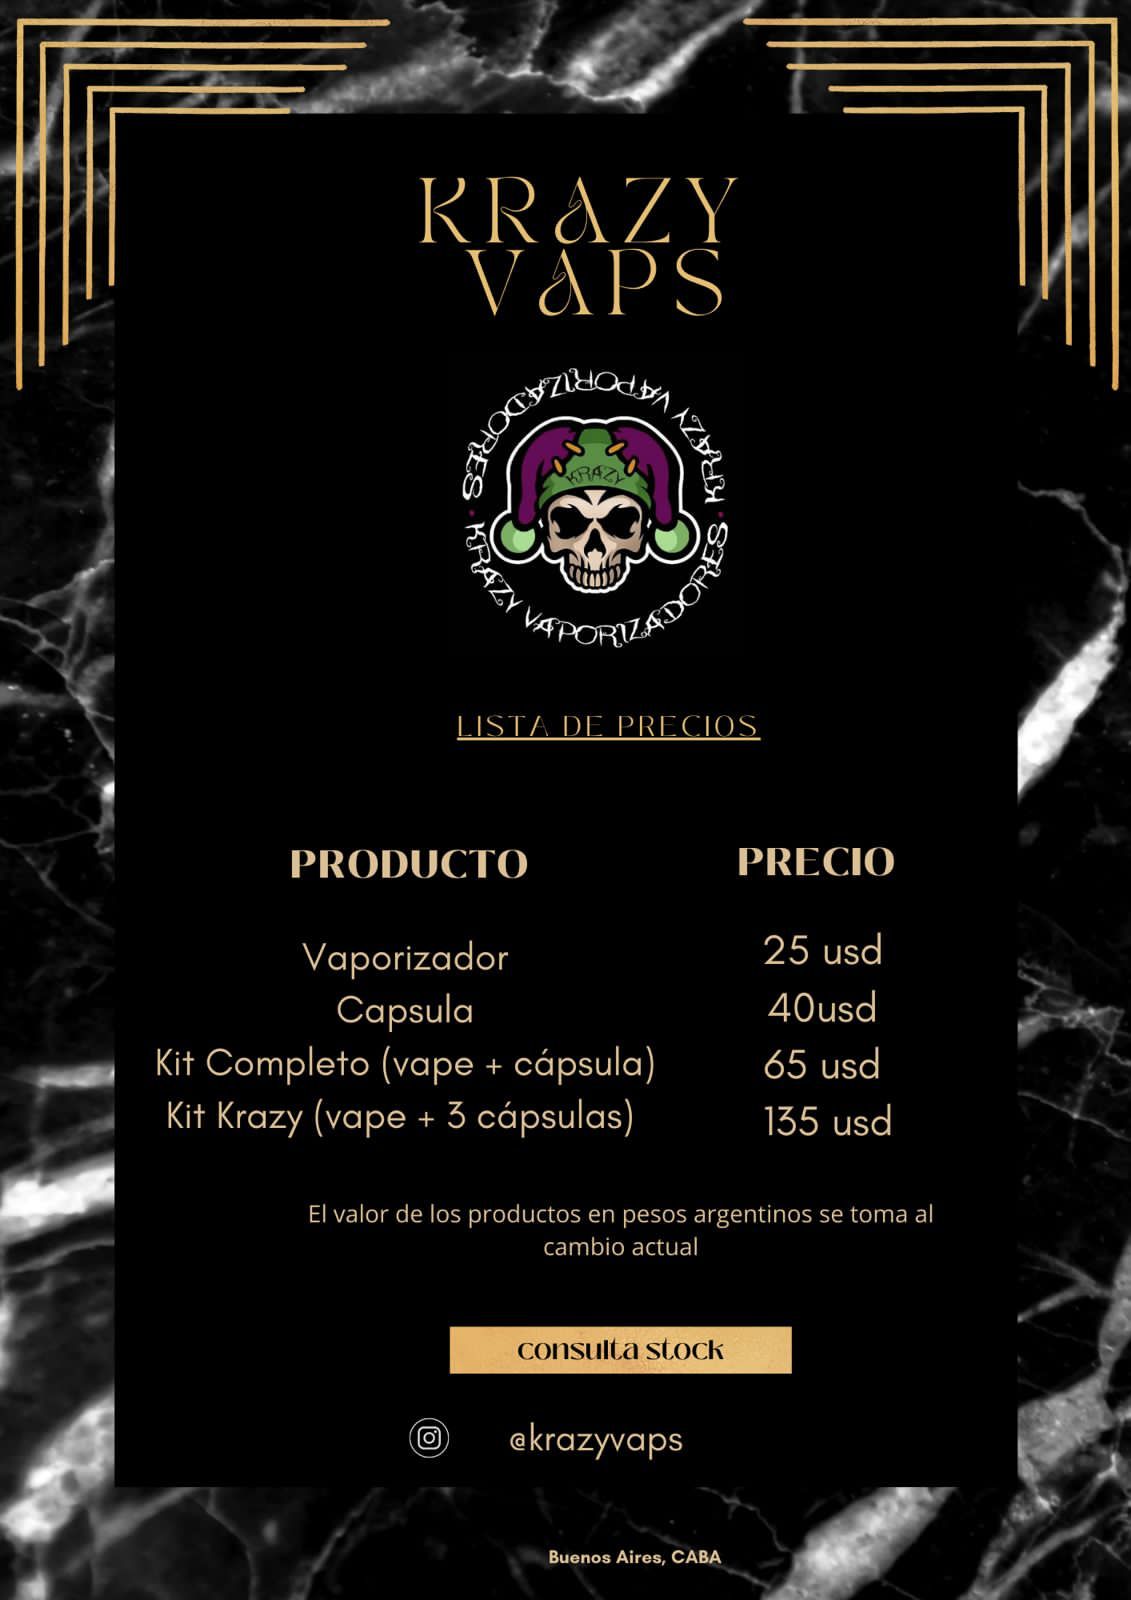 KRAZY
VAPS
KRAZY VAPORIZADORES
KRAZY
KRAZY VAPORIZADORES
LISTA DE PRECIOS
PRODUCTO PRECIO
Vaporizador 25 usd
Capsula 40usd
Kit Completo (vape + cápsula) 65 usd
Kit Krazy (vape + 3 cápsulas) 135 usd
El valor de los productos en pesos argentinos se toma al
cambio actual
consulta stock
@krazyvaps
Buenos Aires, CABA